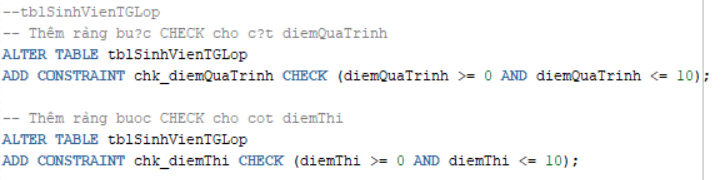 --tblSinhVienTGLop
-- Thêm ràng bu?c CHECK cho c?t diemQuaTrinh
ALTER TABLE tblSinhVienTGLop
ADD CONSTRAINT chk_diemQuaTrinh CHECK (diemQuaTrinh >= 0 AND diemQuaTrinh <= 10);
-- Thêm ràng buoc CHECK cho cot diemThi
ALTER TABLE tblSinhVienTGLop
ADD CONSTRAINT chk_diemThi CHECK (diemThi >= 0 AND diemThi <= 10);